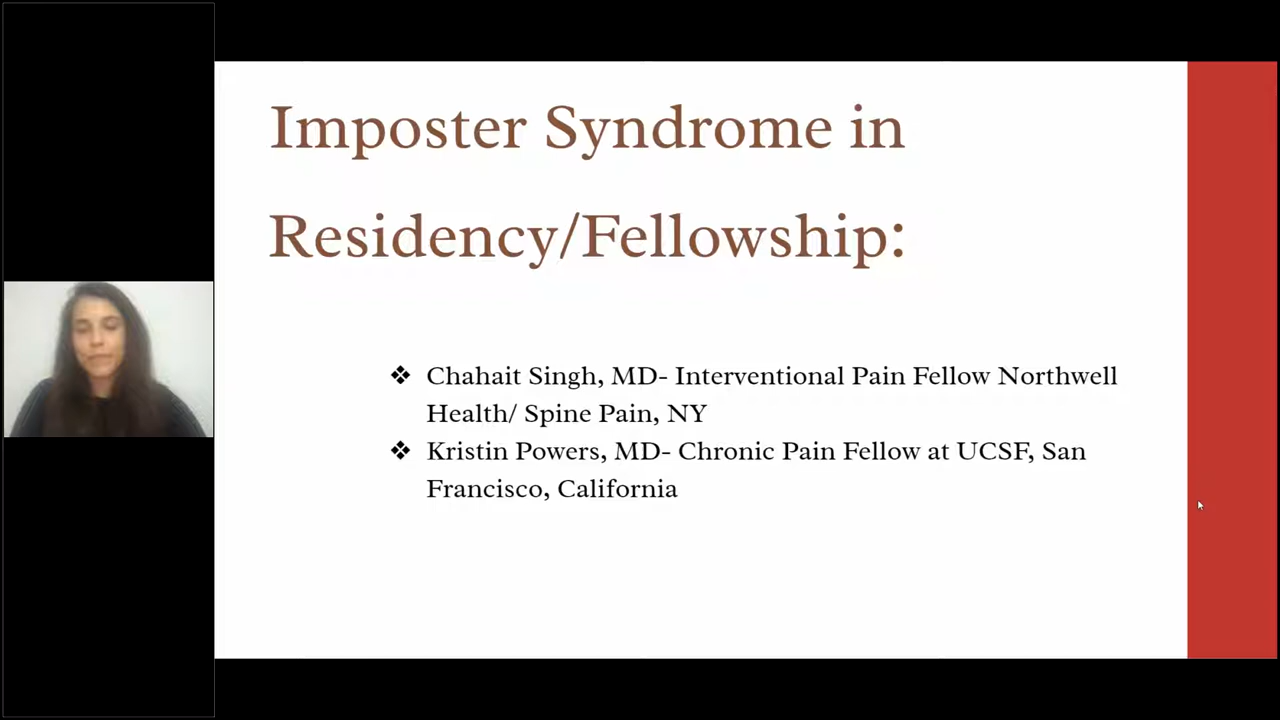 Imposter Syndrome in
Residency/Fellowship:
❖ Chahait Singh, MD- Interventional Pain Fellow Northwell
Health/ Spine Pain, NY
❖ Kristin Powers, MD- Chronic Pain Fellow at UCSF, San
Francisco, California